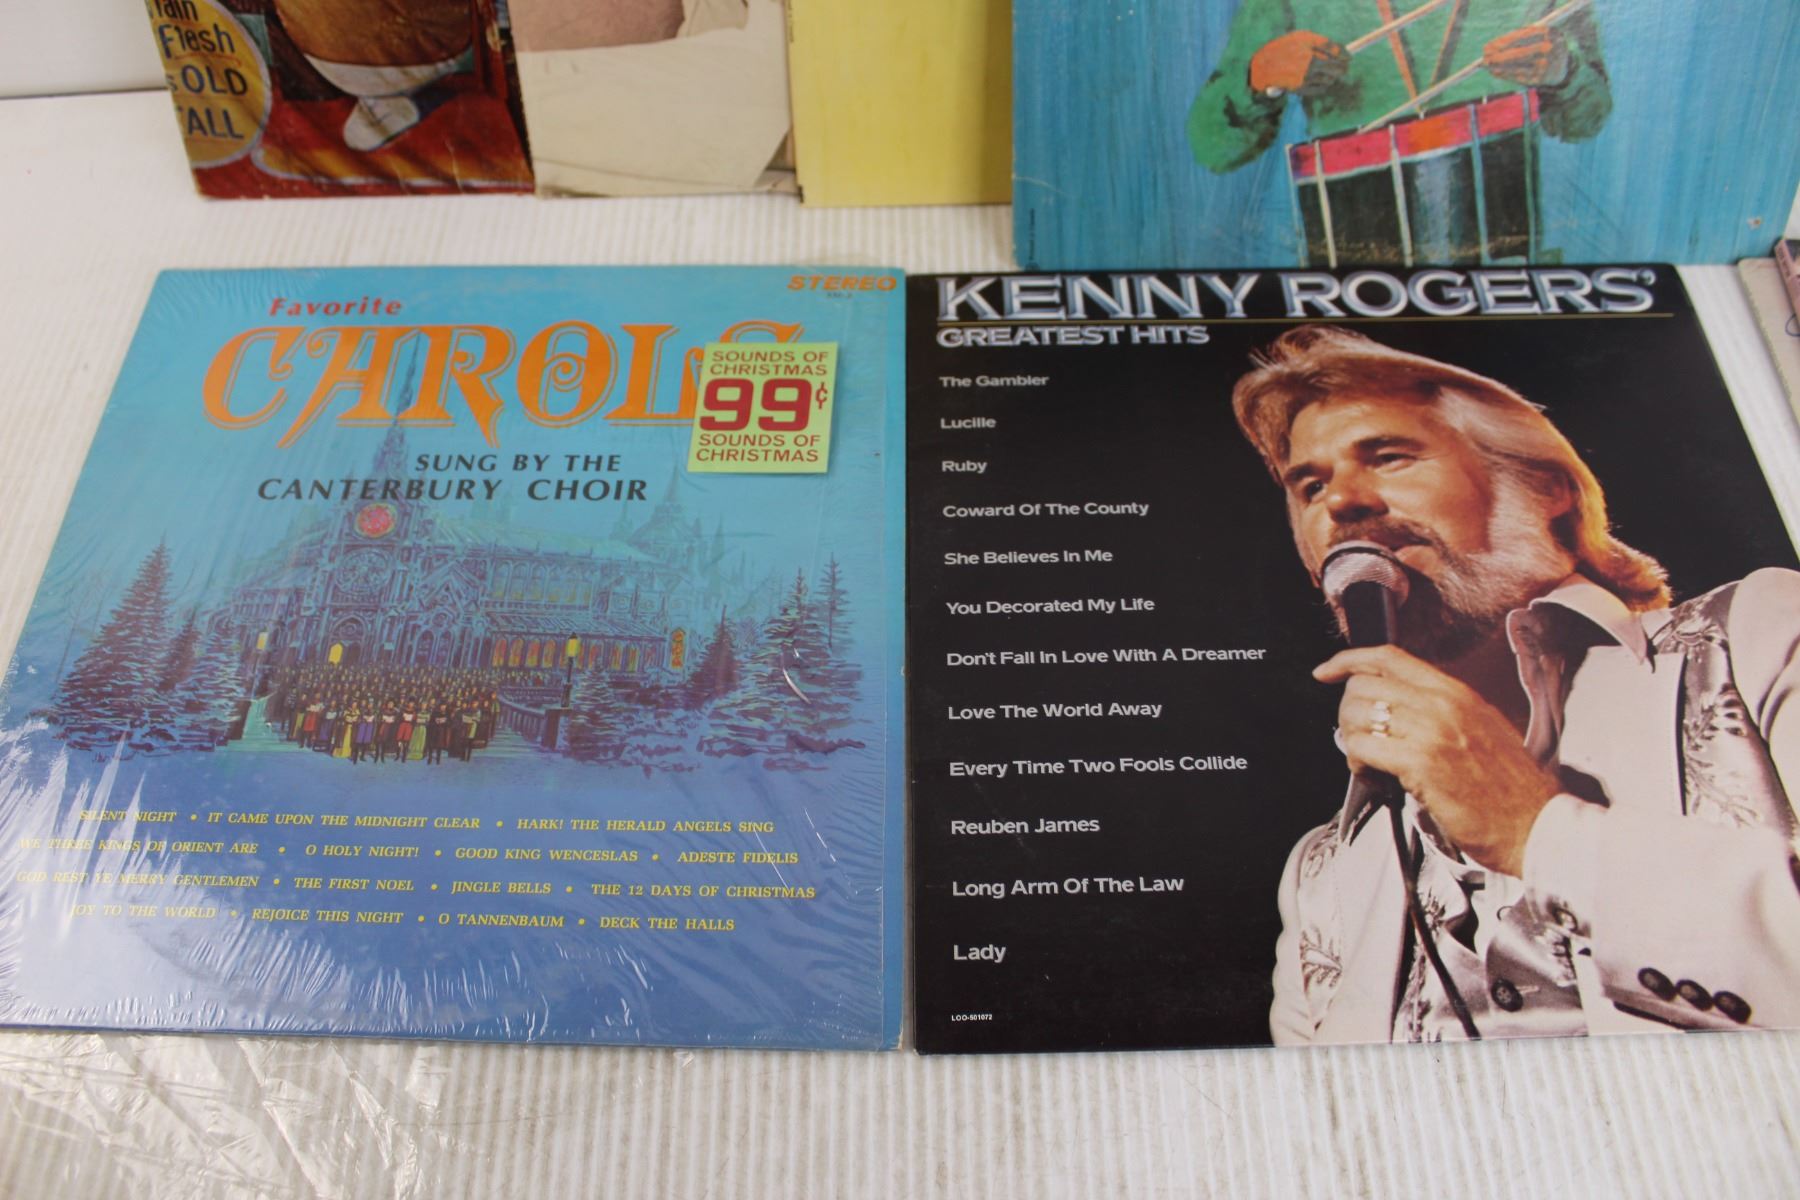 Flesh
OLD
Favorite
STEREO
CAROLS
SOUNDS OF
CHRISTMAS
99¢
SOUNDS OF
CHRISTMAS
SUNG BY THE
CANTERBURY CHOIR
SILENT NIGHT • IT CAME UPON THE MIDNIGHT CLEAR • HARK! THE HERALD ANGELS SING
WE THREE KINGS OF ORIENT ARE • O HOLY NIGHT! • GOOD KING WENCESLAS • ADESTE FIDELIS
GOD REST YE MERRY GENTLEMEN • THE FIRST NOEL • JINGLE BELLS • THE 12 DAYS OF CHRISTMAS
JOY TO THE WORLD • REJOICE THIS NIGHT • O TANNENBAUM • DECK THE HALLS
KENNY ROGERS'
GREATEST HITS
The Gambler
Lucille
Ruby
Coward Of The County
She Believes In Me
You Decorated My Life
Don't Fall In Love With A Dreamer
Love The World Away
Every Time Two Fools Collide
Reuben James
Long Arm Of The Law
Lady
LOO-501072